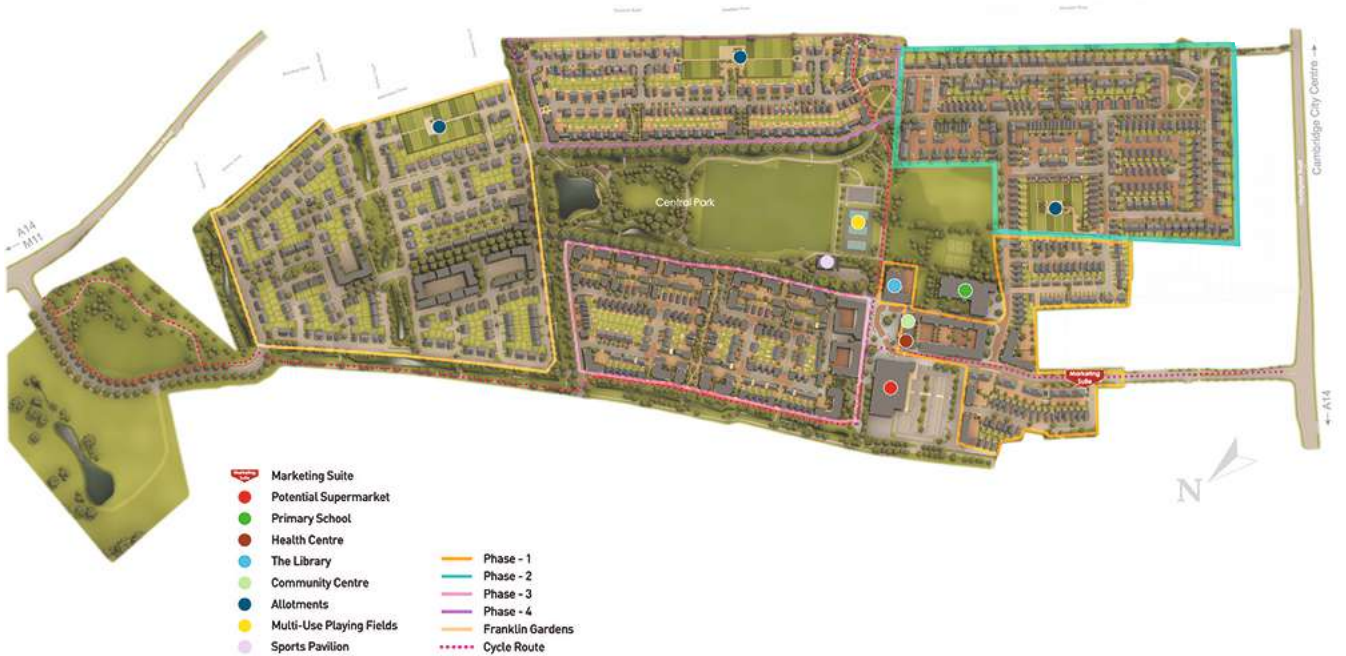 Cambridge City Centre →
← A14
M11
Central Park
Marketing
Suite
← A14
N
Marketing
Suite
Marketing Suite
Potential Supermarket
Primary School
Health Centre
The Library
Community Centre
Allotments
Multi-Use Playing Fields
Sports Pavilion
Phase - 1
Phase - 2
Phase - 3
Phase - 4
Franklin Gardens
Cycle Route